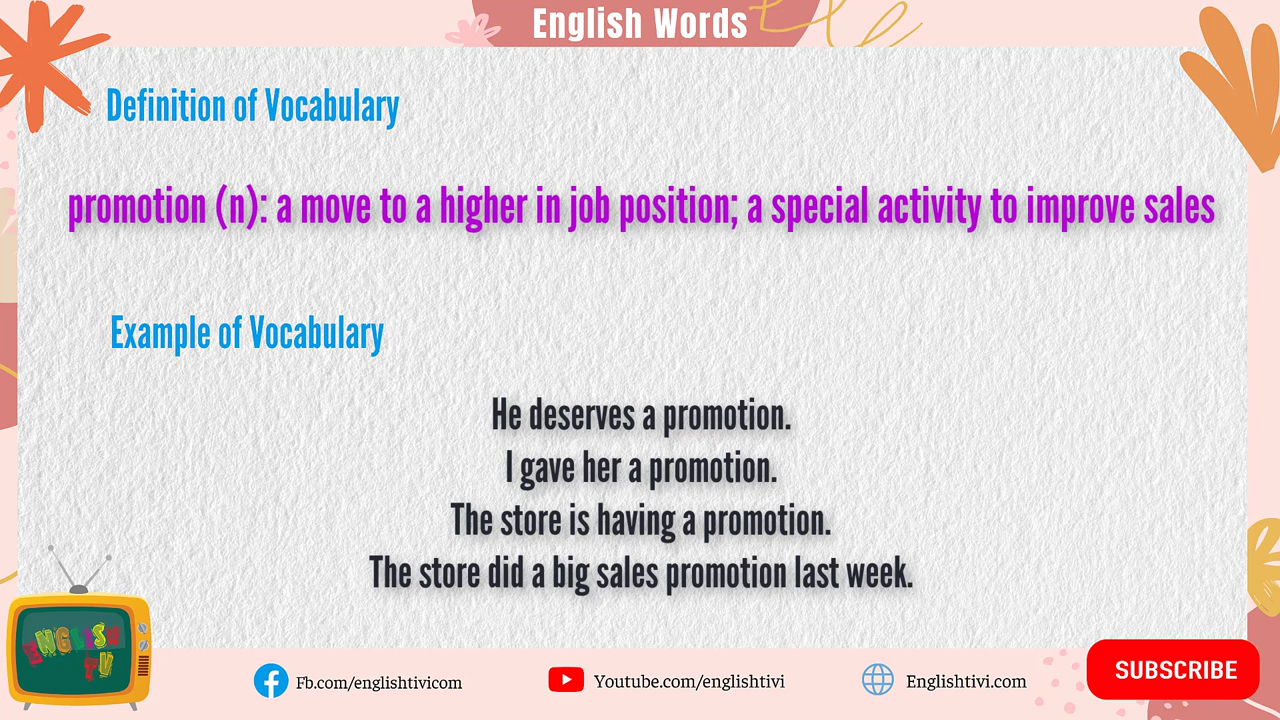 English Words
Definition of Vocabulary
promotion (n): a move to a higher in job position; a special activity to improve sales
Example of Vocabulary
He deserves a promotion.
I gave her a promotion.
The store is having a promotion.
The store did a big sales promotion last week.
ENGLISH
TV
Fb.com/englishtivicom
Youtube.com/englishtivi
Englishtivi.com
SUBSCRIBE